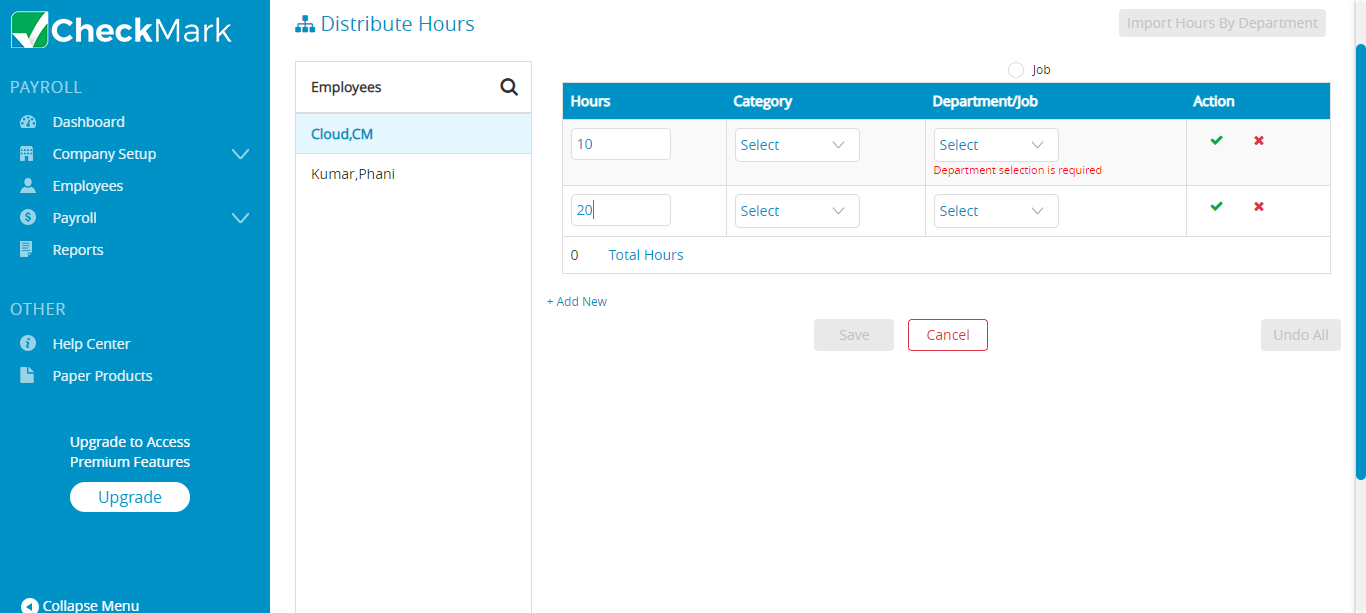 CheckMark
PAYROLL
Dashboard
Company Setup
Employees
Payroll
Reports
OTHER
Help Center
Paper Products
Upgrade to Access
Premium Features
Upgrade
Collapse Menu
Distribute Hours
Import Hours By Department
Employees
Cloud,CM
Kumar,Phani
Job
Hours Category Department/Job Action
10 Select Select
Department selection is required
20 Select Select
0 Total Hours
+ Add New
Save Cancel Undo All